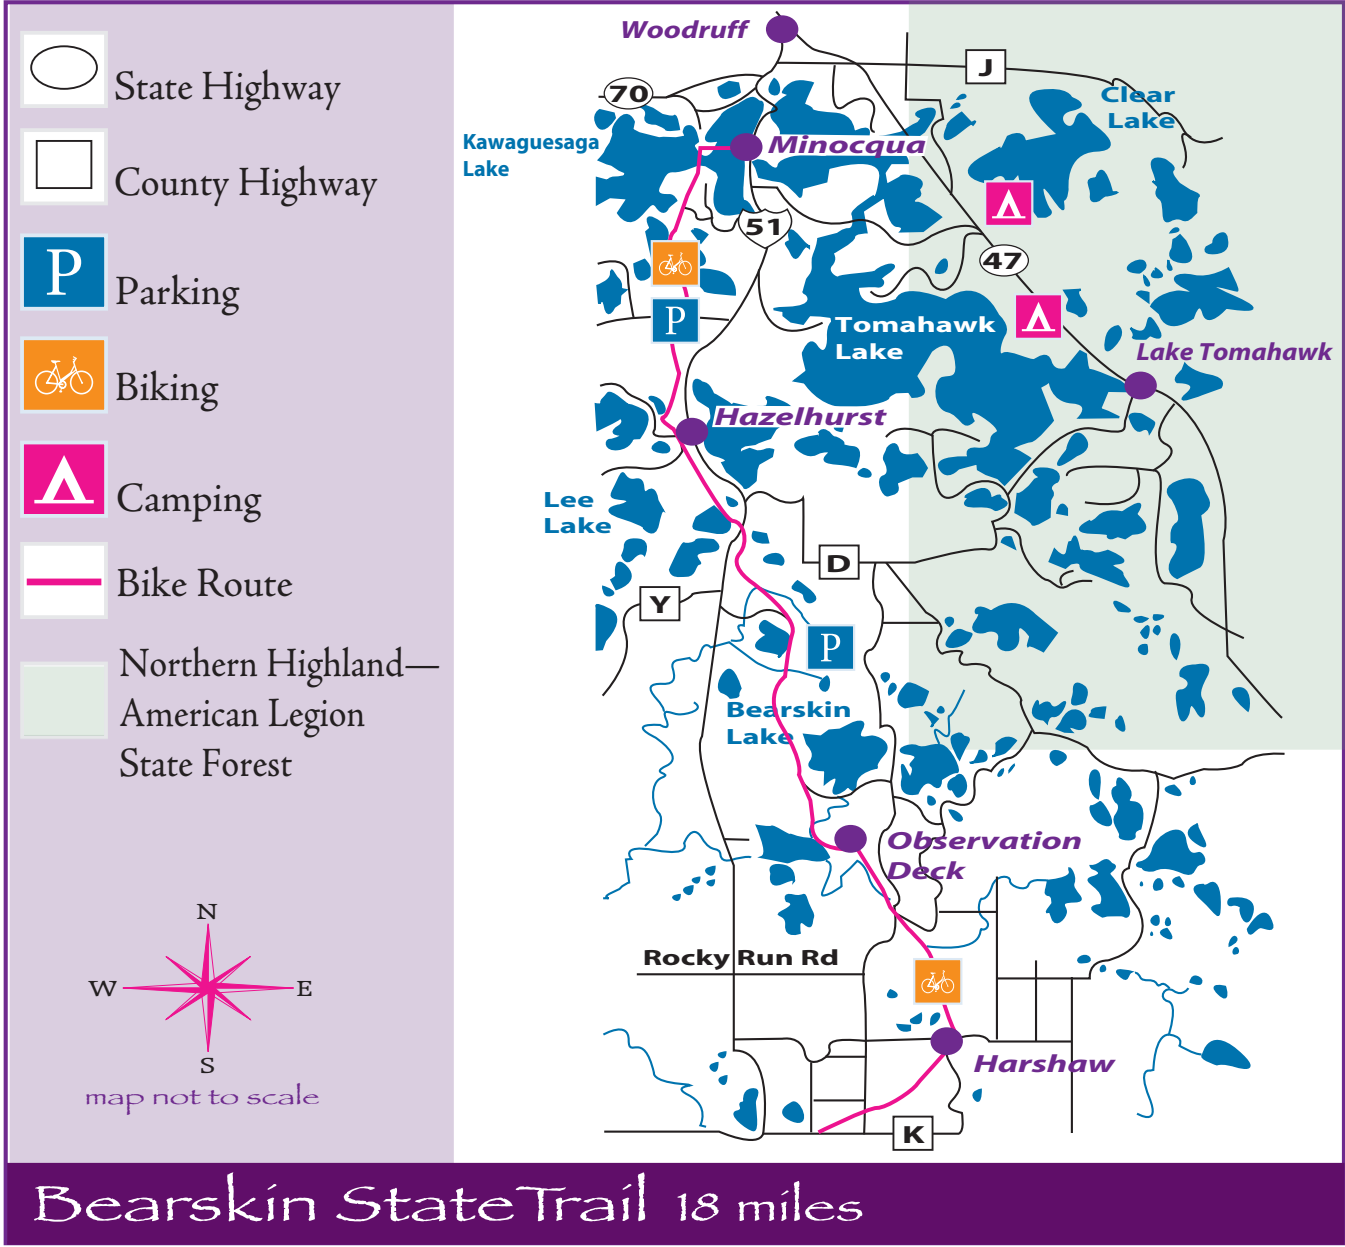 State Highway
County Highway
P
Parking
Biking
Camping
Bike Route
Northern Highland—
American Legion
State Forest
N
W
E
S
map not to scale
Woodruff
J
70
Clear
Lake
Kawaguesaga
Lake
Minocqua
51
47
P
Tomahawk
Lake
Lake Tomahawk
Hazelhurst
Lee
Lake
D
Y
P
Bearskin
Lake
Observation
Deck
Rocky Run Rd
Harshaw
K
Bearskin State Trail 18 miles